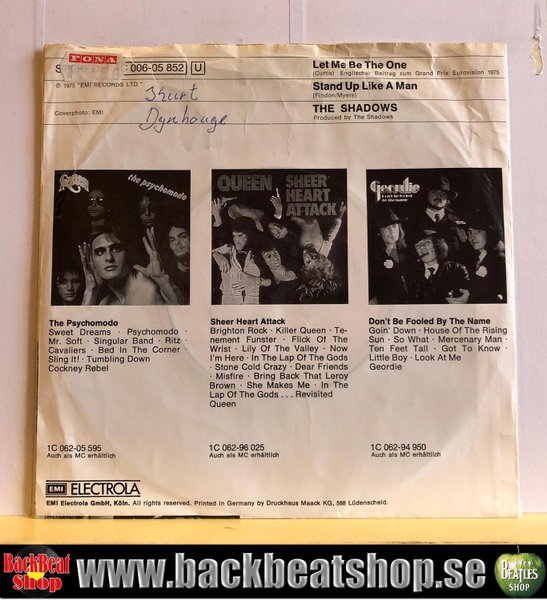 FONA
006-05 852 U
℗ 1975 "EMI RECORDS LTD."
Coverphoto: EMI
Let Me Be The One
(Curtis) Englischer Beitrag zum Grand Prix Eurovision 1975
Stand Up Like A Man
(Findon/Myers)
THE SHADOWS
Produced by The Shadows
Kurt
Dynhouge
the psychomodo
QUEEN SHEER
HEART
ATTACK
Geordie
Don't be fooled
by the name
The Psychomodo
Sweet Dreams · Psychomodo ·
Mr. Soft · Singular Band · Ritz ·
Cavaliers · Bed In The Corner
Sling It! · Tumbling Down
Cockney Rebel
1C 062-05 595
Auch als MC erhältlich
Sheer Heart Attack
Brighton Rock · Killer Queen · Te-
nement Funster · Flick Of The
Wrist · Lily Of The Valley · Now
I'm Here · In The Lap Of The Gods
· Stone Cold Crazy · Dear Friends
· Misfire · Bring Back That Leroy
Brown · She Makes Me · In
The Lap Of The Gods . . . Revisited
Queen
1C 062-96 025
Auch als MC erhältlich
Don't Be Fooled By The Name
Goin' Down · House Of The Rising
Sun · So What · Mercenary Man ·
Ten Feet Tall · Got To Know ·
Little Boy · Look At Me
Geordie
1C 062-94 950
Auch als MC erhältlich
EMI ELECTROLA
EMI Electrola GmbH, Köln. All rights reserved. Printed in Germany by Druckhaus Maack KG, 588 Lüdenscheid.
BackBeat
Shop
www.backbeatshop.se
BEATLES
SHOP